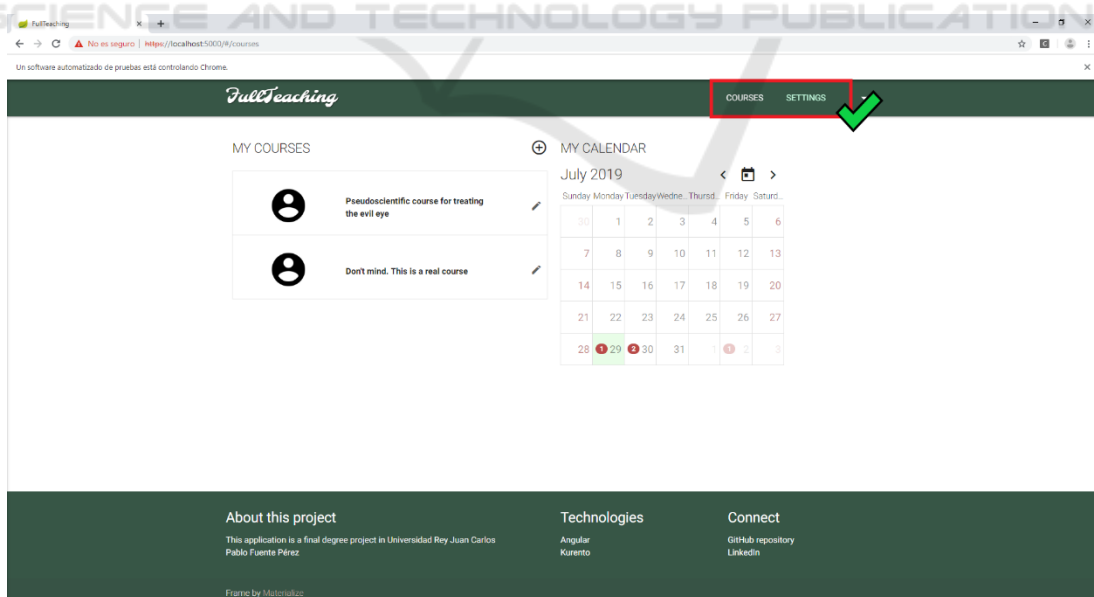 SCIENCE AND TECHNOLOGY PUBLICATION
FullTeaching
No es seguro | https://localhost:5000/#/courses
Un software automatizado de pruebas está controlando Chrome.
FullTeaching
COURSES SETTINGS
MY COURSES
Pseudoscientific course for treating
the evil eye
Don't mind. This is a real course
MY CALENDAR
July 2019
Sunday Monday Tuesday Wedne... Thursd... Friday Saturd...
30 1 2 3 4 5 6
7 8 9 10 11 12 13
14 15 16 17 18 19 20
21 22 23 24 25 26 27
28 1 29 2 30 31 1 1 2 3
About this project
This application is a final degree project in Universidad Rey Juan Carlos
Pablo Fuente Pérez
Frame by Materialize
Technologies
Angular
Kurento
Connect
GitHub repository
LinkedIn